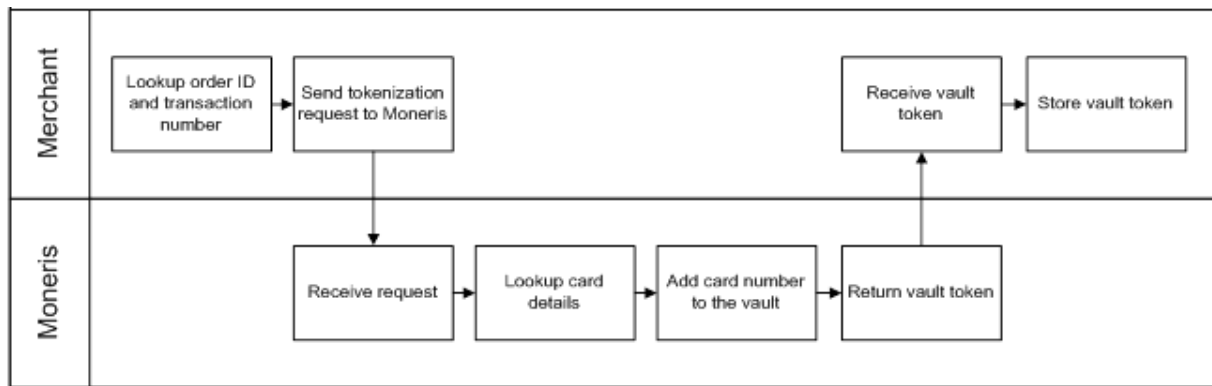 Merchant
Lookup order ID
and transaction
number
Send tokenization
request to Moneris
Receive vault
token
Store vault token
Moneris
Receive request
Lookup card
details
Add card number
to the vault
Return vault token